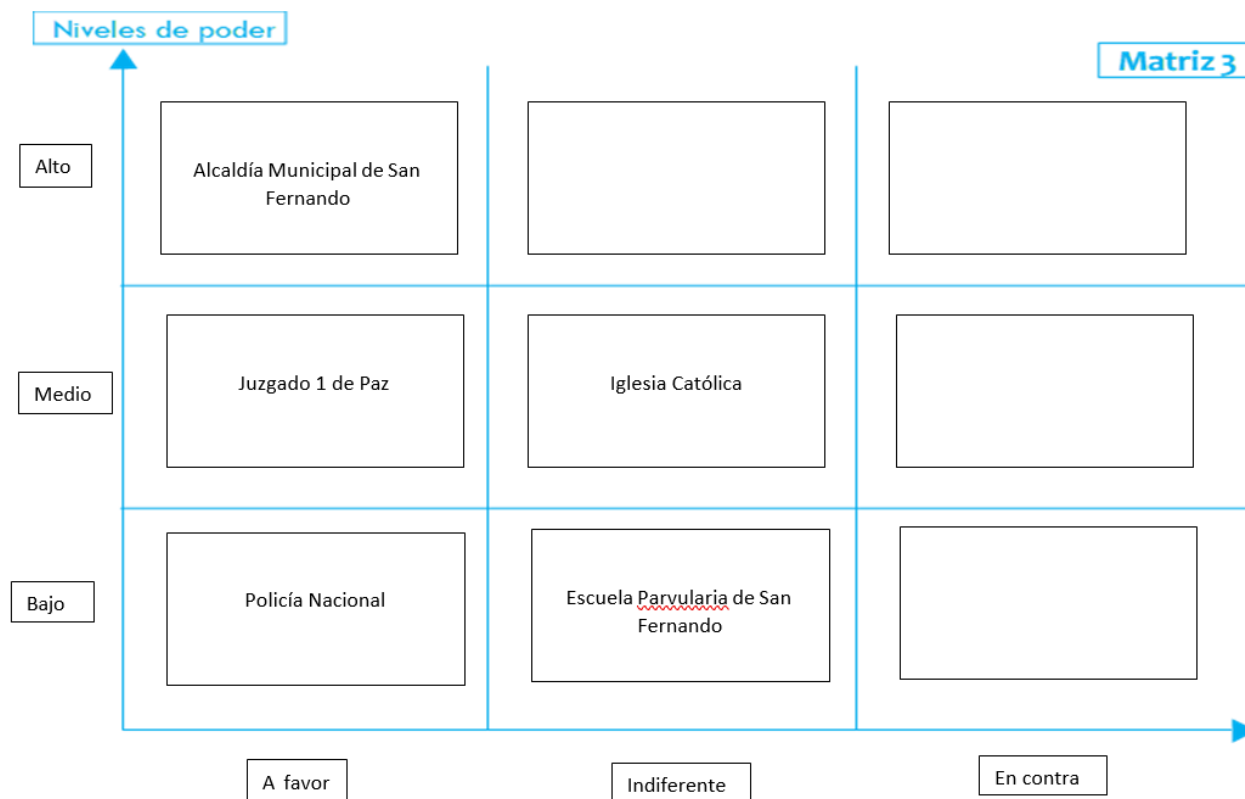 Niveles de poder
Matriz 3
Alto
Alcaldía Municipal de San
Fernando
Medio
Juzgado 1 de Paz
Iglesia Católica
Bajo
Policía Nacional
Escuela Parvularia de San
Fernando
A favor
Indiferente
En contra